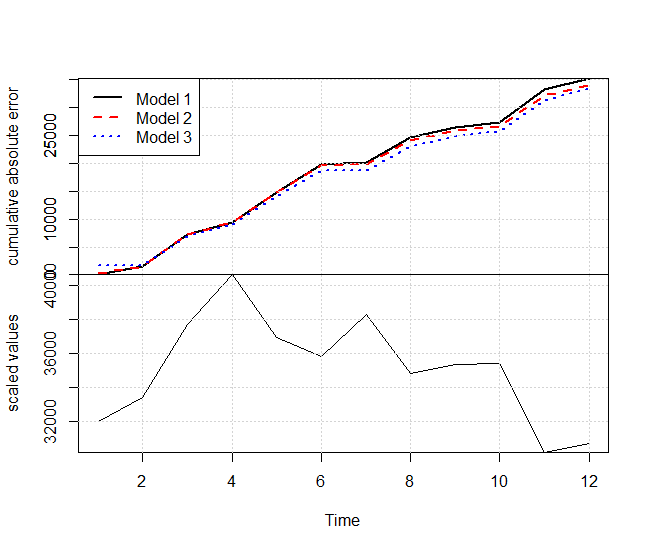 Model 1
Model 2
Model 3
cumulative absolute error
25000
10000
0
scaled values
40000
36000
32000
2 4 6 8 10 12
Time